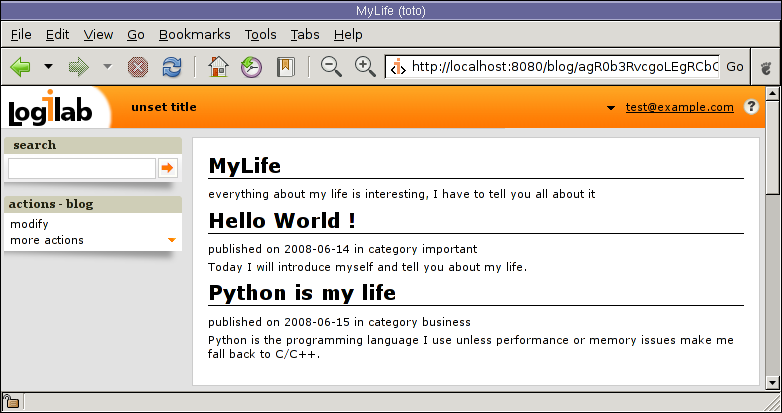 MyLife (toto)
File Edit View Go Bookmarks Tools Tabs Help
http://localhost:8080/blog/agR0b3RvcgoLEgRCbG Go
Logilab unset title test@example.com ?
search
actions - blog
modify
more actions
MyLife
everything about my life is interesting, I have to tell you all about it
Hello World !
published on 2008-06-14 in category important
Today I will introduce myself and tell you about my life.
Python is my life
published on 2008-06-15 in category business
Python is the programming language I use unless performance or memory issues make me
fall back to C/C++.